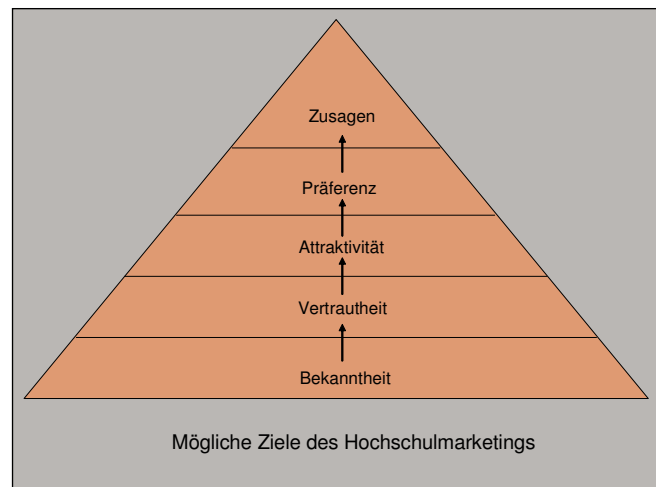 Zusagen
Präferenz
Attraktivität
Vertrautheit
Bekanntheit
Mögliche Ziele des Hochschulmarketings